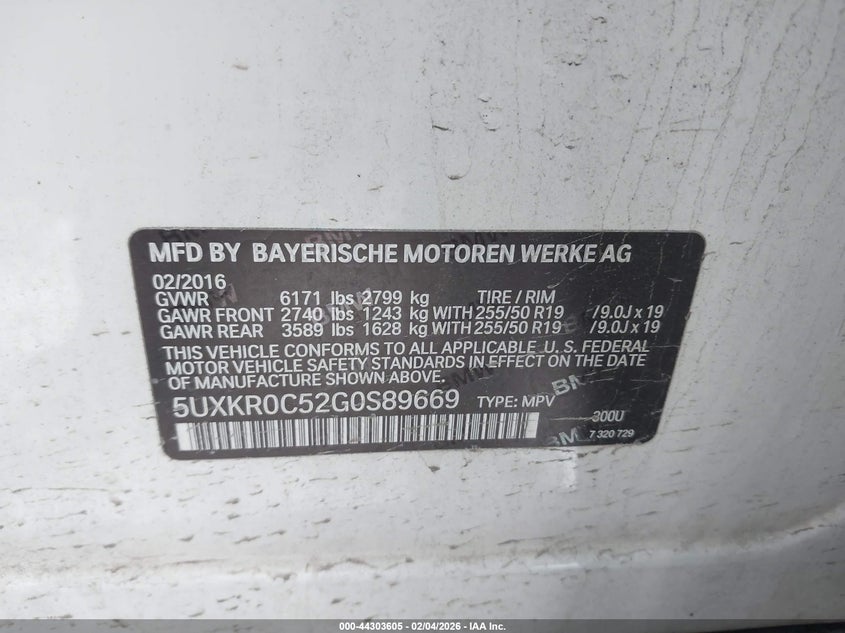 MFD BY BAYERISCHE MOTOREN WERKE AG
02/2016
GVWR 6171 lbs 2799 kg TIRE / RIM
GAWR FRONT 2740 lbs 1243 kg WITH 255/50 R19 /9.0J x 19
GAWR REAR 3589 lbs 1628 kg WITH 255/50 R19 /9.0J x 19
THIS VEHICLE CONFORMS TO ALL APPLICABLE U.S. FEDERAL
MOTOR VEHICLE SAFETY STANDARDS IN EFFECT ON THE DATE
OF MANUFACTURE SHOWN ABOVE.
5UXKR0C52G0S89669 TYPE: MPV
300U
7 320 729
000-44303605 - 02/04/2026 - IAA Inc.